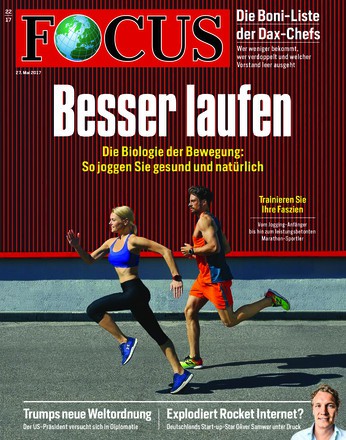 22
17
FOCUS
27. Mai 2017
Die Boni-Liste
der Dax-Chefs
Wer weniger bekommt,
wer verdoppelt und welcher
Vorstand leer ausgeht
Besser laufen
Die Biologie der Bewegung:
So joggen Sie gesund und natürlich
Trainieren Sie
Ihre Faszien
Vom Jogging-Anfänger
bis hin zum leistungsbetonten
Marathon-Sportler
Trumps neue Weltordnung
Der US-Präsident versucht sich in Diplomatie
Explodiert Rocket Internet?
Deutschlands Start-up-Star Oliver Samwer unter Druck